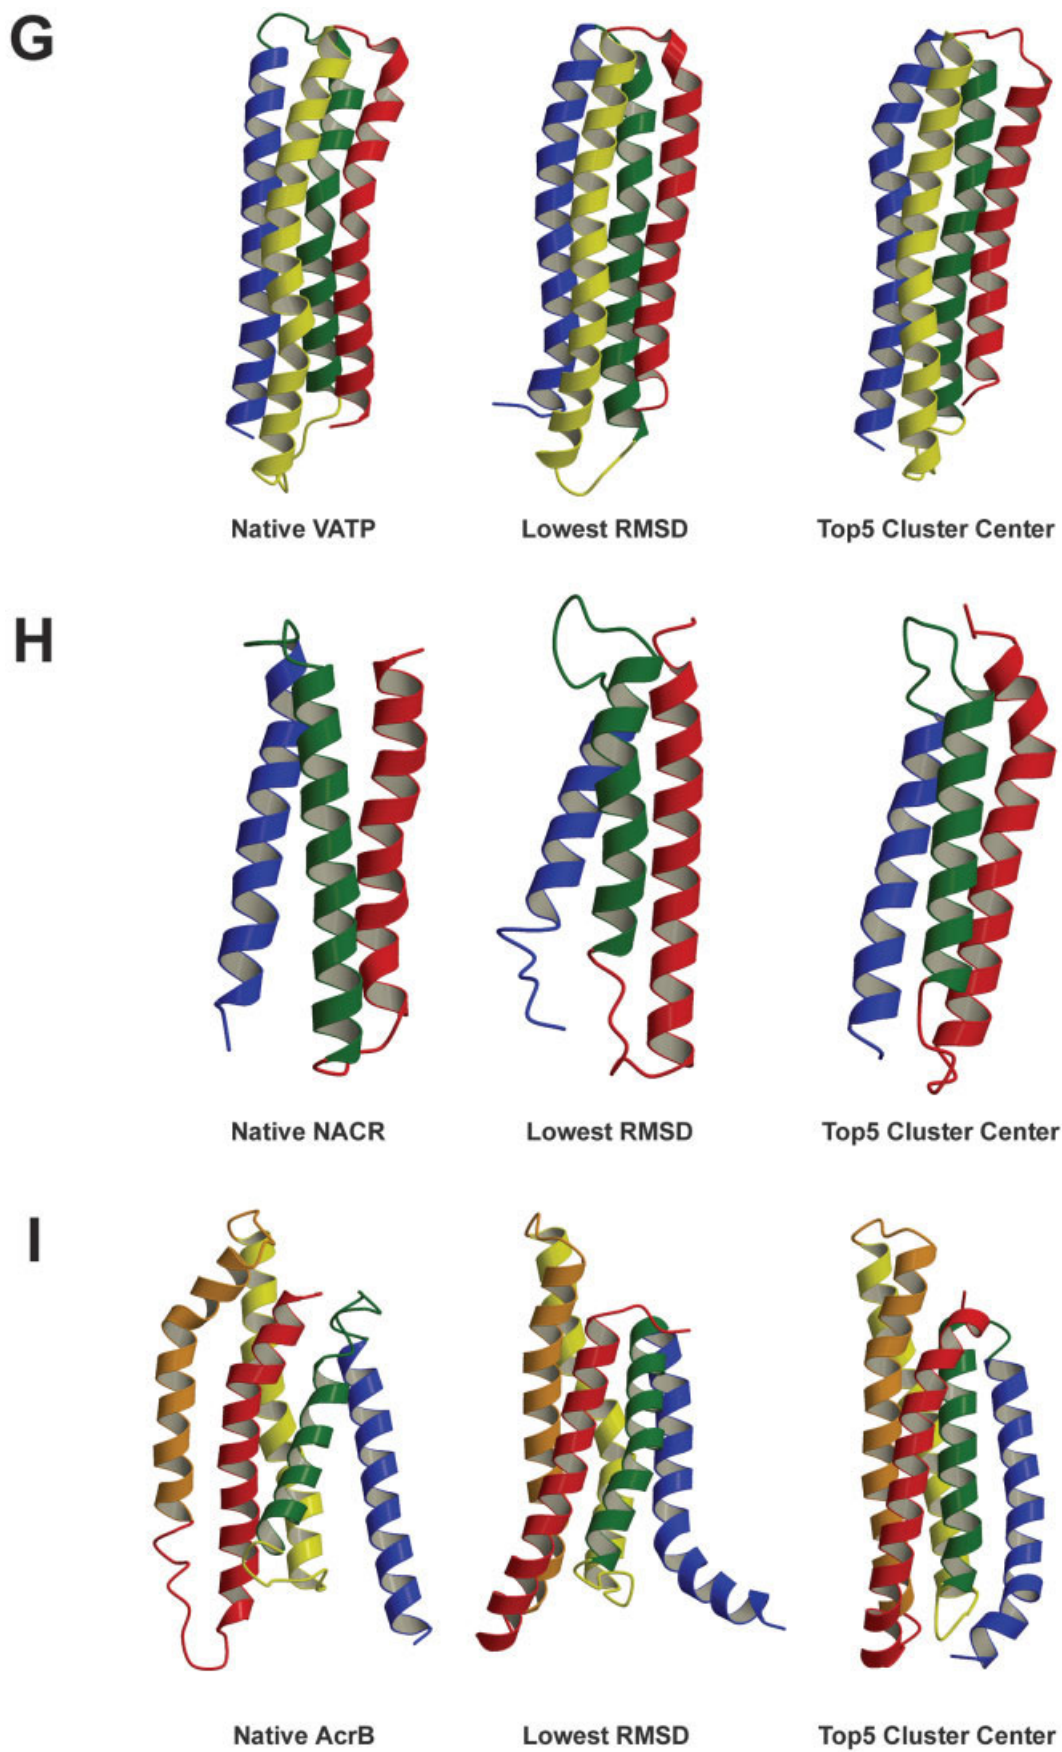 G
Native VATP
Lowest RMSD
Top5 Cluster Center
H
Native NACR
Lowest RMSD
Top5 Cluster Center
I
Native AcrB
Lowest RMSD
Top5 Cluster Center